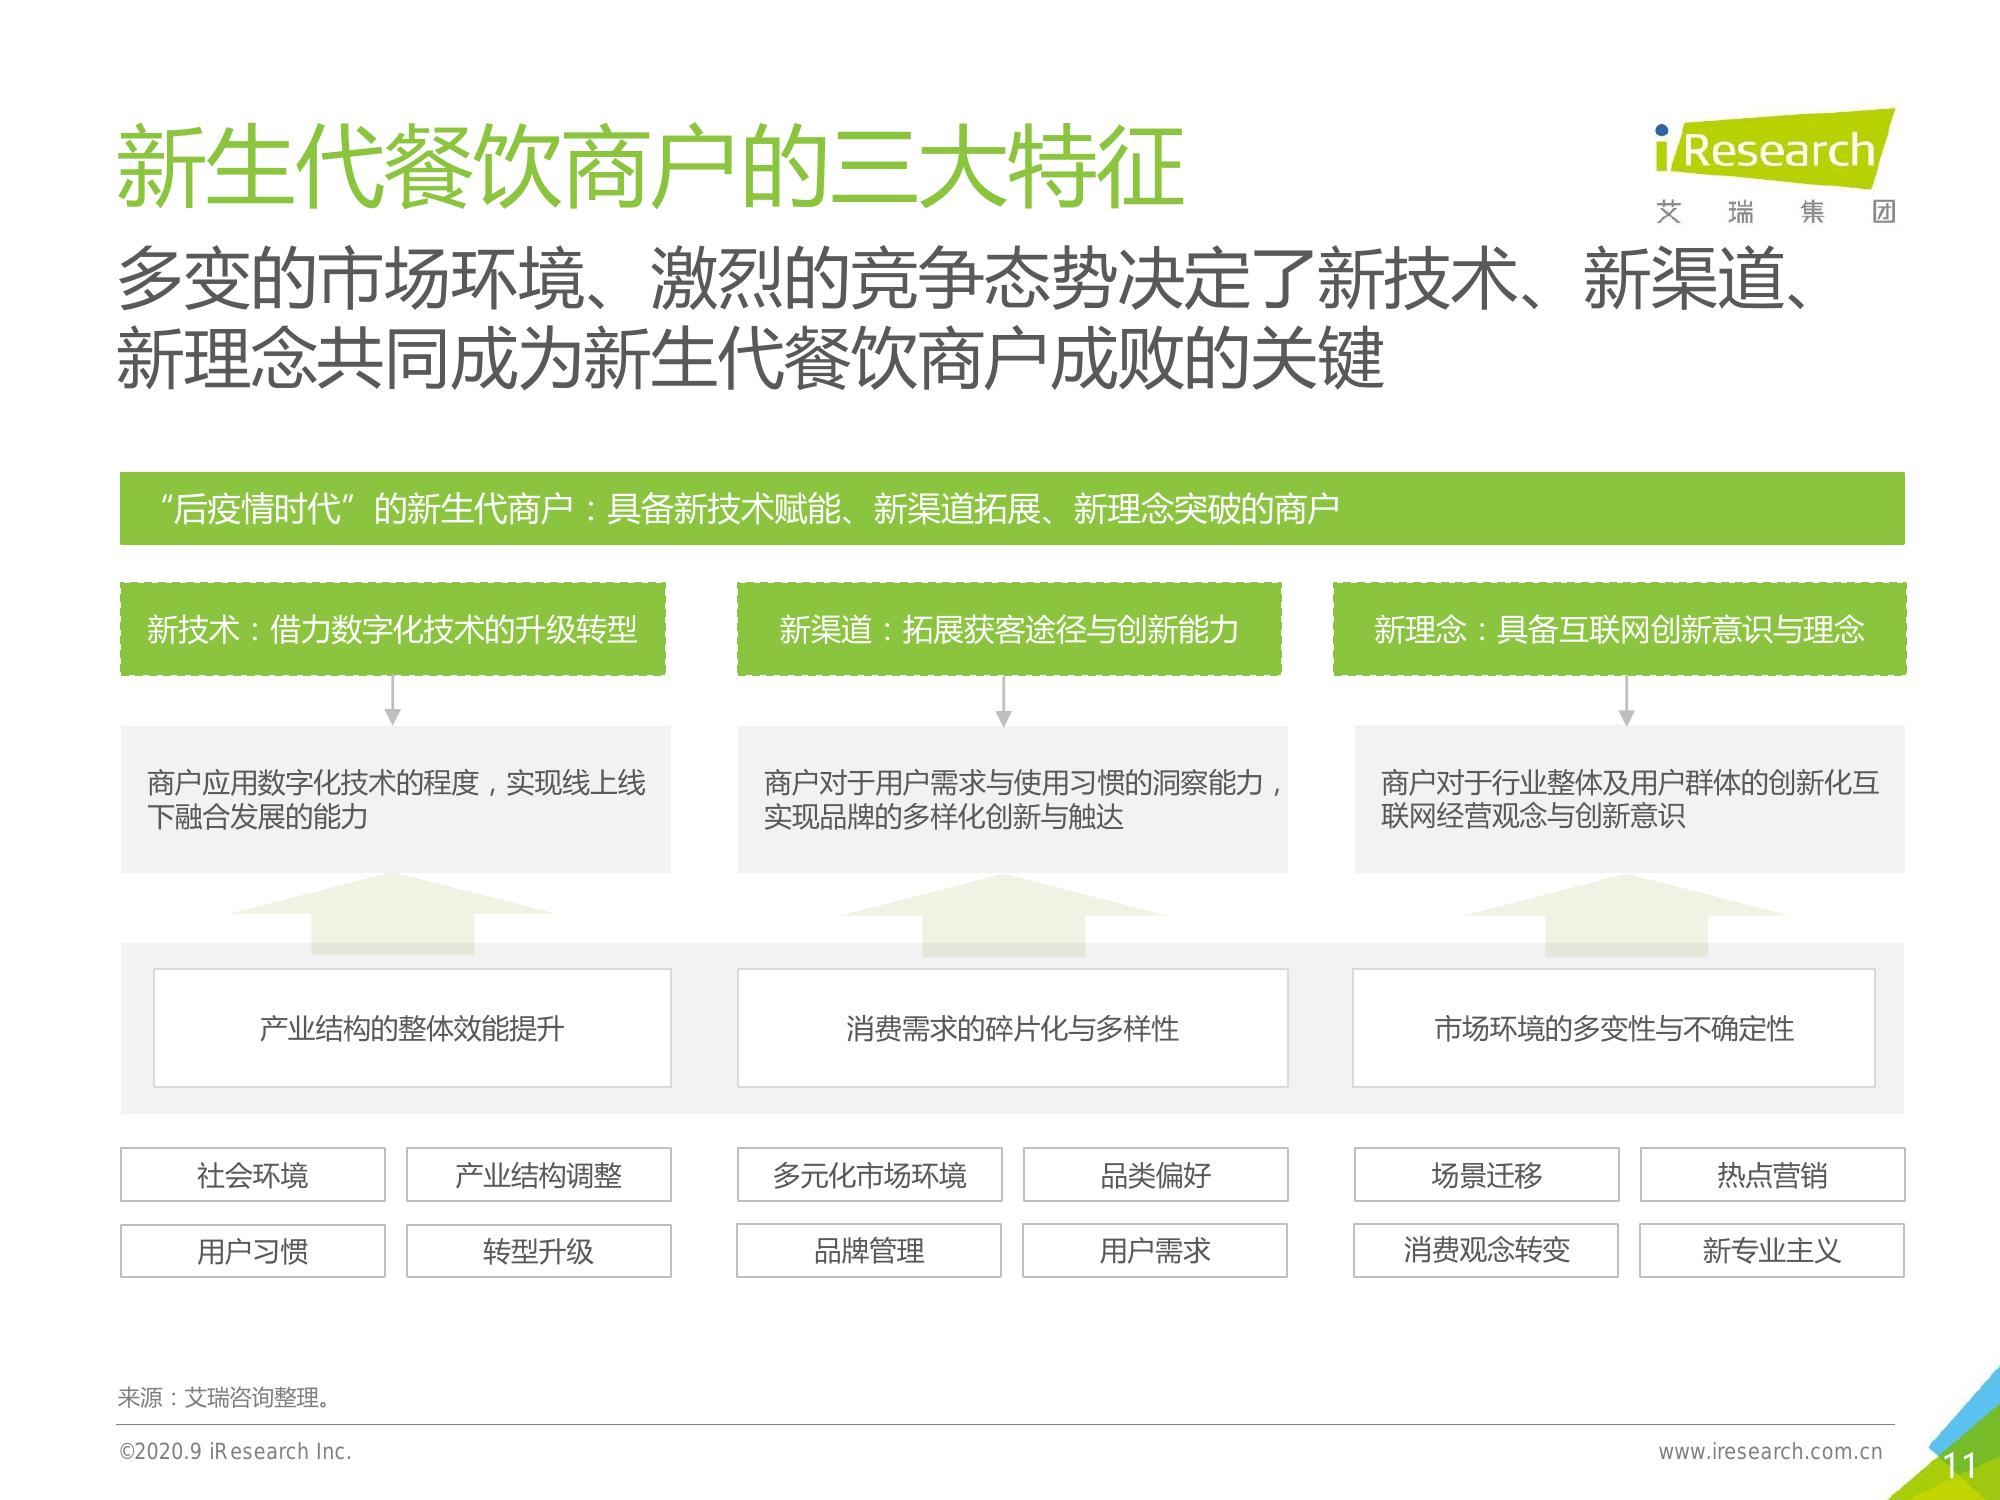 新生代餐饮商户的三大特征
iResearch
艾瑞集团
多变的市场环境、激烈的竞争态势决定了新技术、新渠道、
新理念共同成为新生代餐饮商户成败的关键
“后疫情时代”的新生代商户：具备新技术赋能、新渠道拓展、新理念突破的商户
新技术：借力数字化技术的升级转型
新渠道：拓展获客途径与创新能力
新理念：具备互联网创新意识与理念
商户应用数字化技术的程度，实现线上线
下融合发展的能力
商户对于用户需求与使用习惯的洞察能力，
实现品牌的多样化创新与触达
商户对于行业整体及用户群体的创新化互
联网经营观念与创新意识
产业结构的整体效能提升
消费需求的碎片化与多样性
市场环境的多变性与不确定性
社会环境
产业结构调整
多元化市场环境
品类偏好
场景迁移
热点营销
用户习惯
转型升级
品牌管理
用户需求
消费观念转变
新专业主义
来源：艾瑞咨询整理。
©2020.9 iResearch Inc.
www.iresearch.com.cn
11